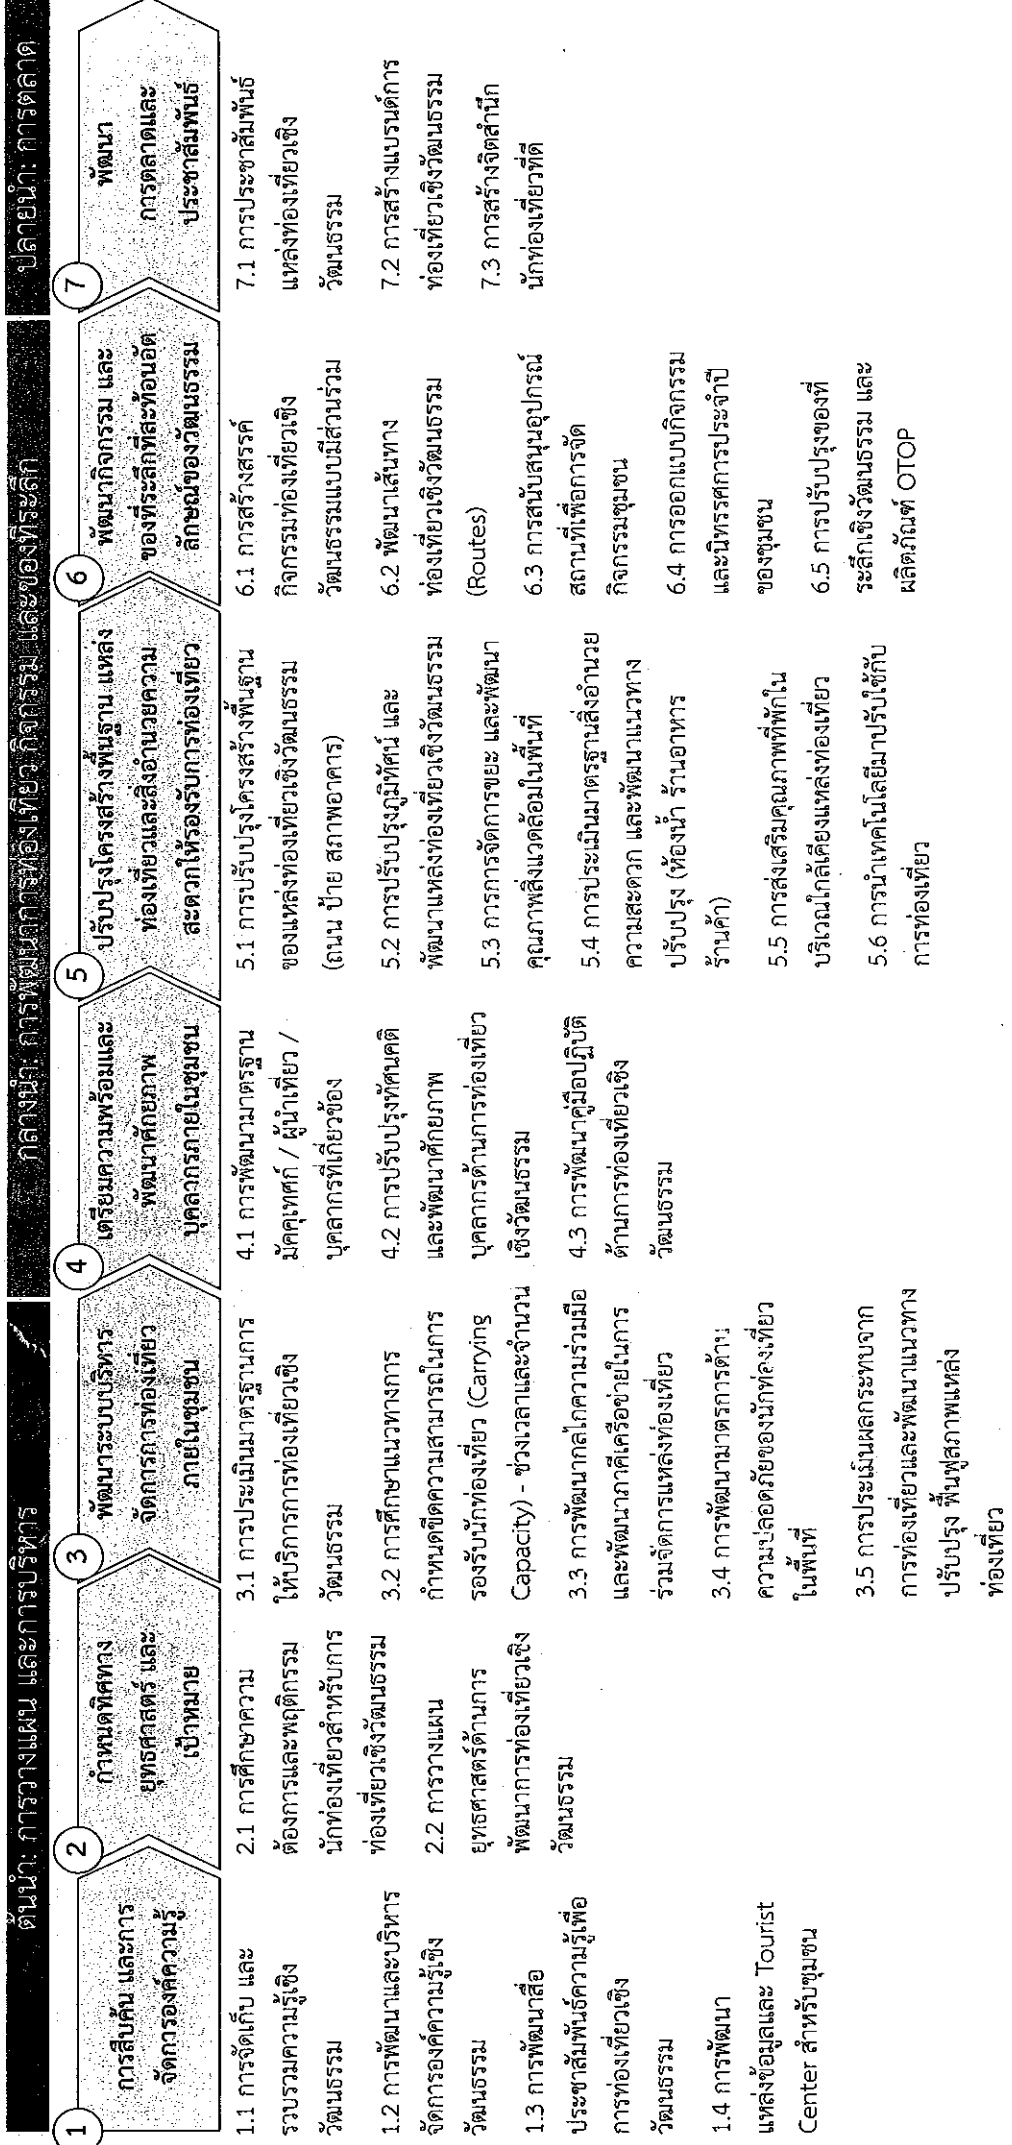 ต้นน้ำ: การวางแผน และการบริหาร
กลางน้ำ: การพัฒนาการท่องเที่ยว กิจกรรม และของที่ระลึก
ปลายน้ำ: การตลาด
1
การสืบค้น และการ
จัดการองค์ความรู้
1.1 การจัดเก็บ และ
รวบรวมความรู้เชิง
วัฒนธรรม
1.2 การพัฒนาและบริหาร
จัดการองค์ความรู้เชิง
วัฒนธรรม
1.3 การพัฒนาสื่อ
ประชาสัมพันธ์ความรู้เพื่อ
การท่องเที่ยวเชิง
วัฒนธรรม
1.4 การพัฒนา
แหล่งข้อมูลและ Tourist
Center สำหรับชุมชน
2
กำหนดทิศทาง
ยุทธศาสตร์ และ
เป้าหมาย
2.1 การศึกษาความ
ต้องการและพฤติกรรม
นักท่องเที่ยวสำหรับการ
ท่องเที่ยวเชิงวัฒนธรรม
2.2 การวางแผน
ยุทธศาสตร์ด้านการ
พัฒนาการท่องเที่ยวเชิง
วัฒนธรรม
3
พัฒนาระบบบริหาร
จัดการการท่องเที่ยว
ภายในชุมชน
3.1 การประเมินมาตรฐานการ
ให้บริการการท่องเที่ยวเชิง
วัฒนธรรม
3.2 การศึกษาแนวทางการ
กำหนดขีดความสามารถในการ
รองรับนักท่องเที่ยว (Carrying
Capacity) - ช่วงเวลาและจำนวน
3.3 การพัฒนากลไกความร่วมมือ
และพัฒนาภาคีเครือข่ายในการ
ร่วมจัดการแหล่งท่องเที่ยว
3.4 การพัฒนามาตรการด้าน
ความปลอดภัยของนักท่องเที่ยว
ในพื้นที่
3.5 การประเมินผลกระทบจาก
การท่องเที่ยวและพัฒนาแนวทาง
ปรับปรุง ฟื้นฟูสภาพแหล่ง
ท่องเที่ยว
4
เตรียมความพร้อมและ
พัฒนาศักยภาพ
บุคลากรภายในชุมชน
4.1 การพัฒนามาตรฐาน
มัคคุเทศก์ / ผู้นำเที่ยว /
บุคลากรที่เกี่ยวข้อง
4.2 การปรับปรุงทัศนคติ
และพัฒนาศักยภาพ
บุคลากรด้านการท่องเที่ยว
เชิงวัฒนธรรม
4.3 การพัฒนาคู่มือปฏิบัติ
ด้านการท่องเที่ยวเชิง
วัฒนธรรม
5
ปรับปรุงโครงสร้างพื้นฐาน แหล่ง
ท่องเที่ยวและสิ่งอำนวยความ
สะดวกให้รองรับการท่องเที่ยว
5.1 การปรับปรุงโครงสร้างพื้นฐาน
ของแหล่งท่องเที่ยวเชิงวัฒนธรรม
(ถนน ป้าย สภาพอาคาร)
5.2 การปรับปรุงภูมิทัศน์ และ
พัฒนาแหล่งท่องเที่ยวเชิงวัฒนธรรม
5.3 การการจัดการขยะ และพัฒนา
คุณภาพสิ่งแวดล้อมในพื้นที่
5.4 การประเมินมาตรฐานสิ่งอำนวย
ความสะดวก และพัฒนาแนวทาง
ปรับปรุง (ห้องน้ำ ร้านอาหาร
ร้านค้า)
5.5 การส่งเสริมคุณภาพที่พักใน
บริเวณใกล้เคียงแหล่งท่องเที่ยว
5.6 การนำเทคโนโลยีมาปรับใช้กับ
การท่องเที่ยว
6
พัฒนากิจกรรม และ
ของที่ระลึกที่สะท้อนอัต
ลักษณ์ของวัฒนธรรม
6.1 การสร้างสรรค์
กิจกรรมท่องเที่ยวเชิง
วัฒนธรรมแบบมีส่วนร่วม
6.2 พัฒนาเส้นทาง
ท่องเที่ยวเชิงวัฒนธรรม
(Routes)
6.3 การสนับสนุนอุปกรณ์
สถานที่เพื่อการจัด
กิจกรรมชุมชน
6.4 การออกแบบกิจกรรม
และนิทรรศการประจำปี
ของชุมชน
6.5 การปรับปรุงของที่
ระลึกเชิงวัฒนธรรม และ
ผลิตภัณฑ์ OTOP
7
พัฒนา
การตลาดและ
ประชาสัมพันธ์
7.1 การประชาสัมพันธ์
แหล่งท่องเที่ยวเชิง
วัฒนธรรม
7.2 การสร้างแบรนด์การ
ท่องเที่ยวเชิงวัฒนธรรม
7.3 การสร้างจิตสำนึก
นักท่องเที่ยวที่ดี